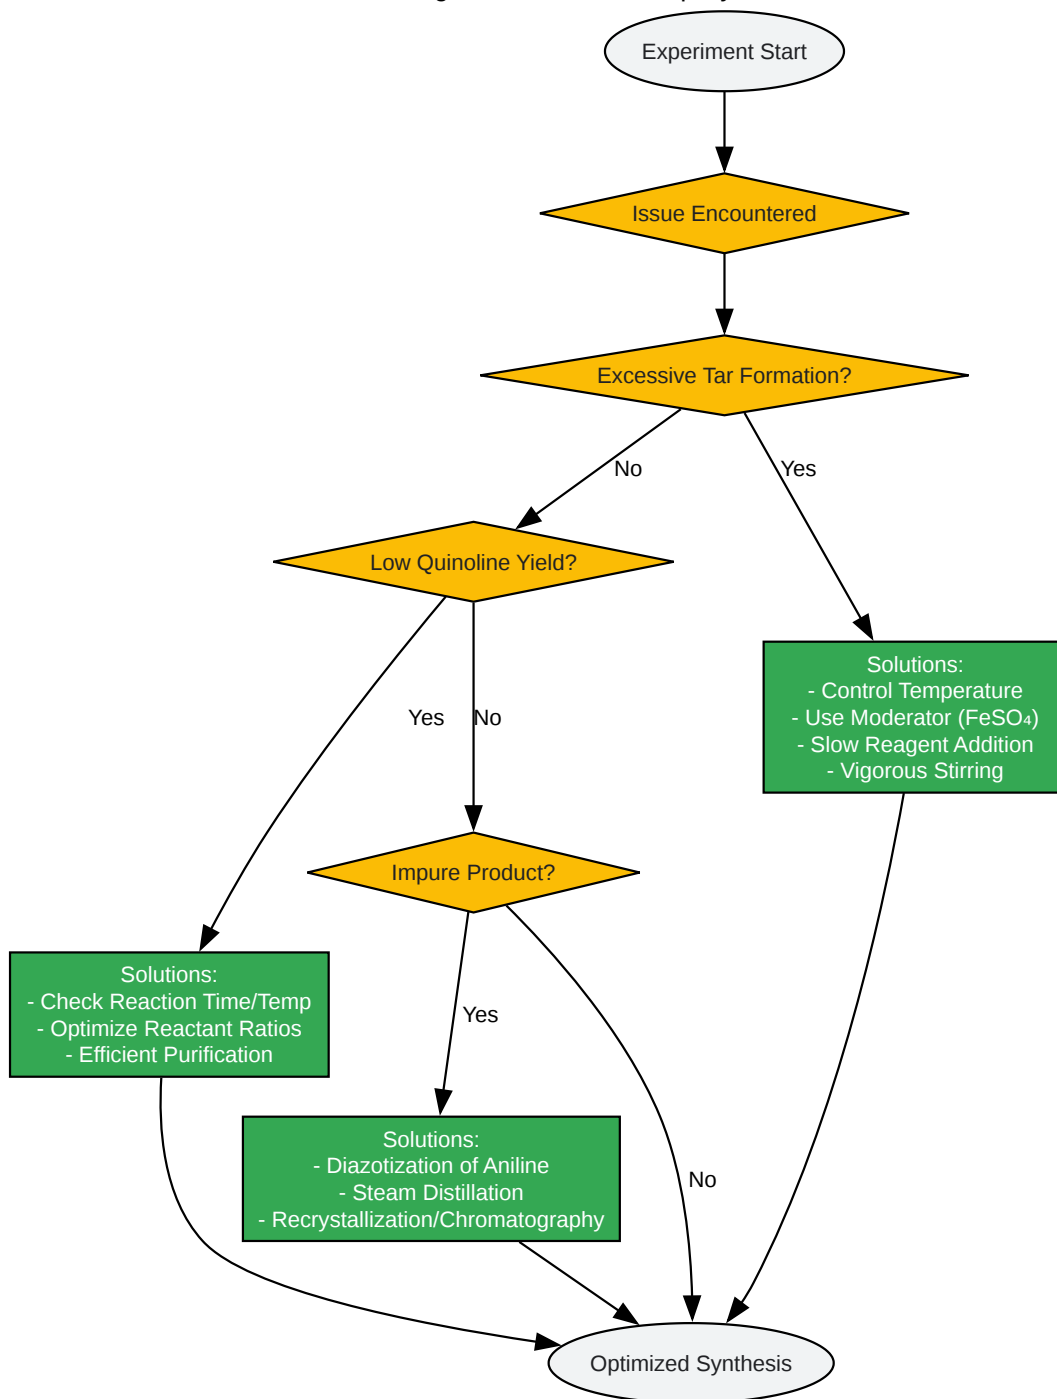 Experiment Start
Issue Encountered
Excessive Tar Formation?
No
Yes
Low Quinoline Yield?
Solutions:
- Control Temperature
- Use Moderator (FeSO₄)
- Slow Reagent Addition
- Vigorous Stirring
Yes
No
Impure Product?
Solutions:
- Check Reaction Time/Temp
- Optimize Reactant Ratios
- Efficient Purification
Yes
Solutions:
- Diazotization of Aniline
- Steam Distillation
- Recrystallization/Chromatography
No
Optimized Synthesis